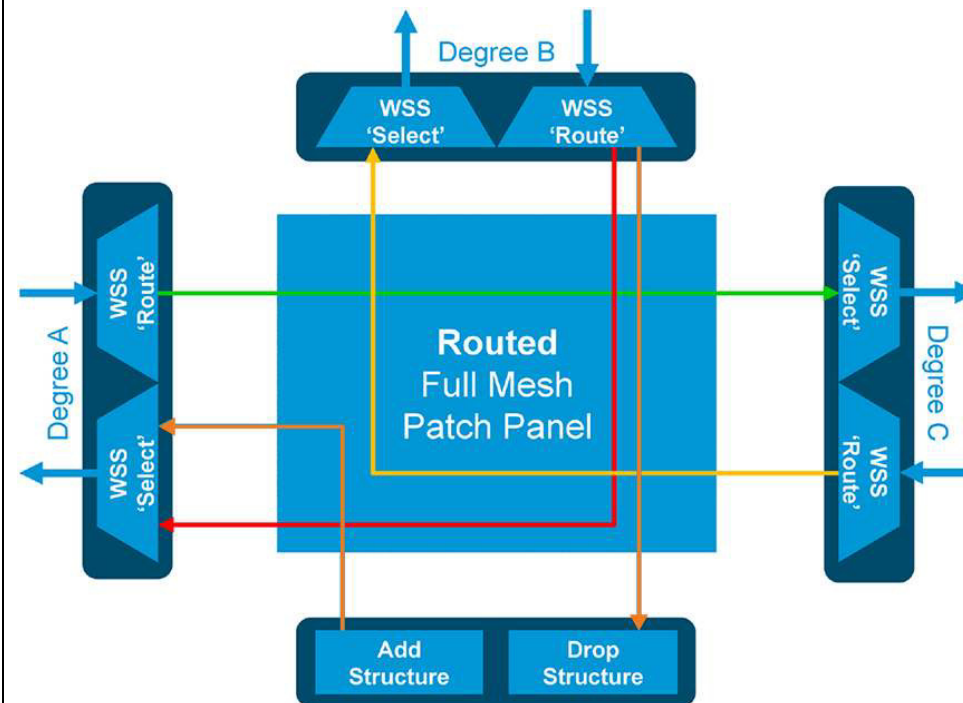 Degree B
WSS
‘Select’
WSS
‘Route’
Degree A
WSS
‘Route’
WSS
‘Select’
Routed
Full Mesh
Patch Panel
WSS
‘Select’
WSS
‘Route’
Degree C
Add
Structure
Drop
Structure